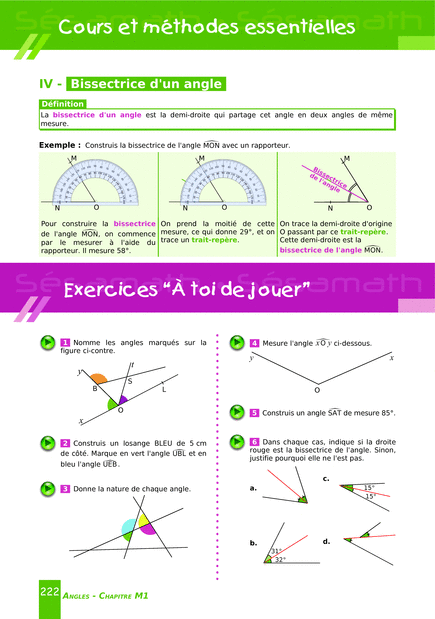 Cours et méthodes essentielles
IV - Bissectrice d'un angle
Définition
La bissectrice d'un angle est la demi-droite qui partage cet angle en deux angles de même
mesure.
Exemple : Construis la bissectrice de l'angle MON avec un rapporteur.
M
N
O
M
N
O
Bissectrice
de l'angle
M
N
O
Pour construire la bissectrice
de l'angle MON, on commence
par le mesurer à l'aide du
rapporteur. Il mesure 58°.
On prend la moitié de cette
mesure, ce qui donne 29°, et on
trace un trait-repère.
On trace la demi-droite d'origine
O passant par ce trait-repère.
Cette demi-droite est la
bissectrice de l'angle MON.
Sésamath
Sésamath
Exercices “À toi de jouer”
1 Nomme les angles marqués sur la
figure ci-contre.
y
t
B
S
L
O
x
2 Construis un losange BLEU de 5 cm
de côté. Marque en vert l'angle UBL et en
bleu l'angle UEB.
3 Donne la nature de chaque angle.
4 Mesure l'angle xOy ci-dessous.
y
x
O
5 Construis un angle SAT de mesure 85°.
6 Dans chaque cas, indique si la droite
rouge est la bissectrice de l'angle. Sinon,
justifie pourquoi elle ne l'est pas.
a.
c.
15°
15°
b.
31°
32°
d.
222 Angles - Chapitre M1